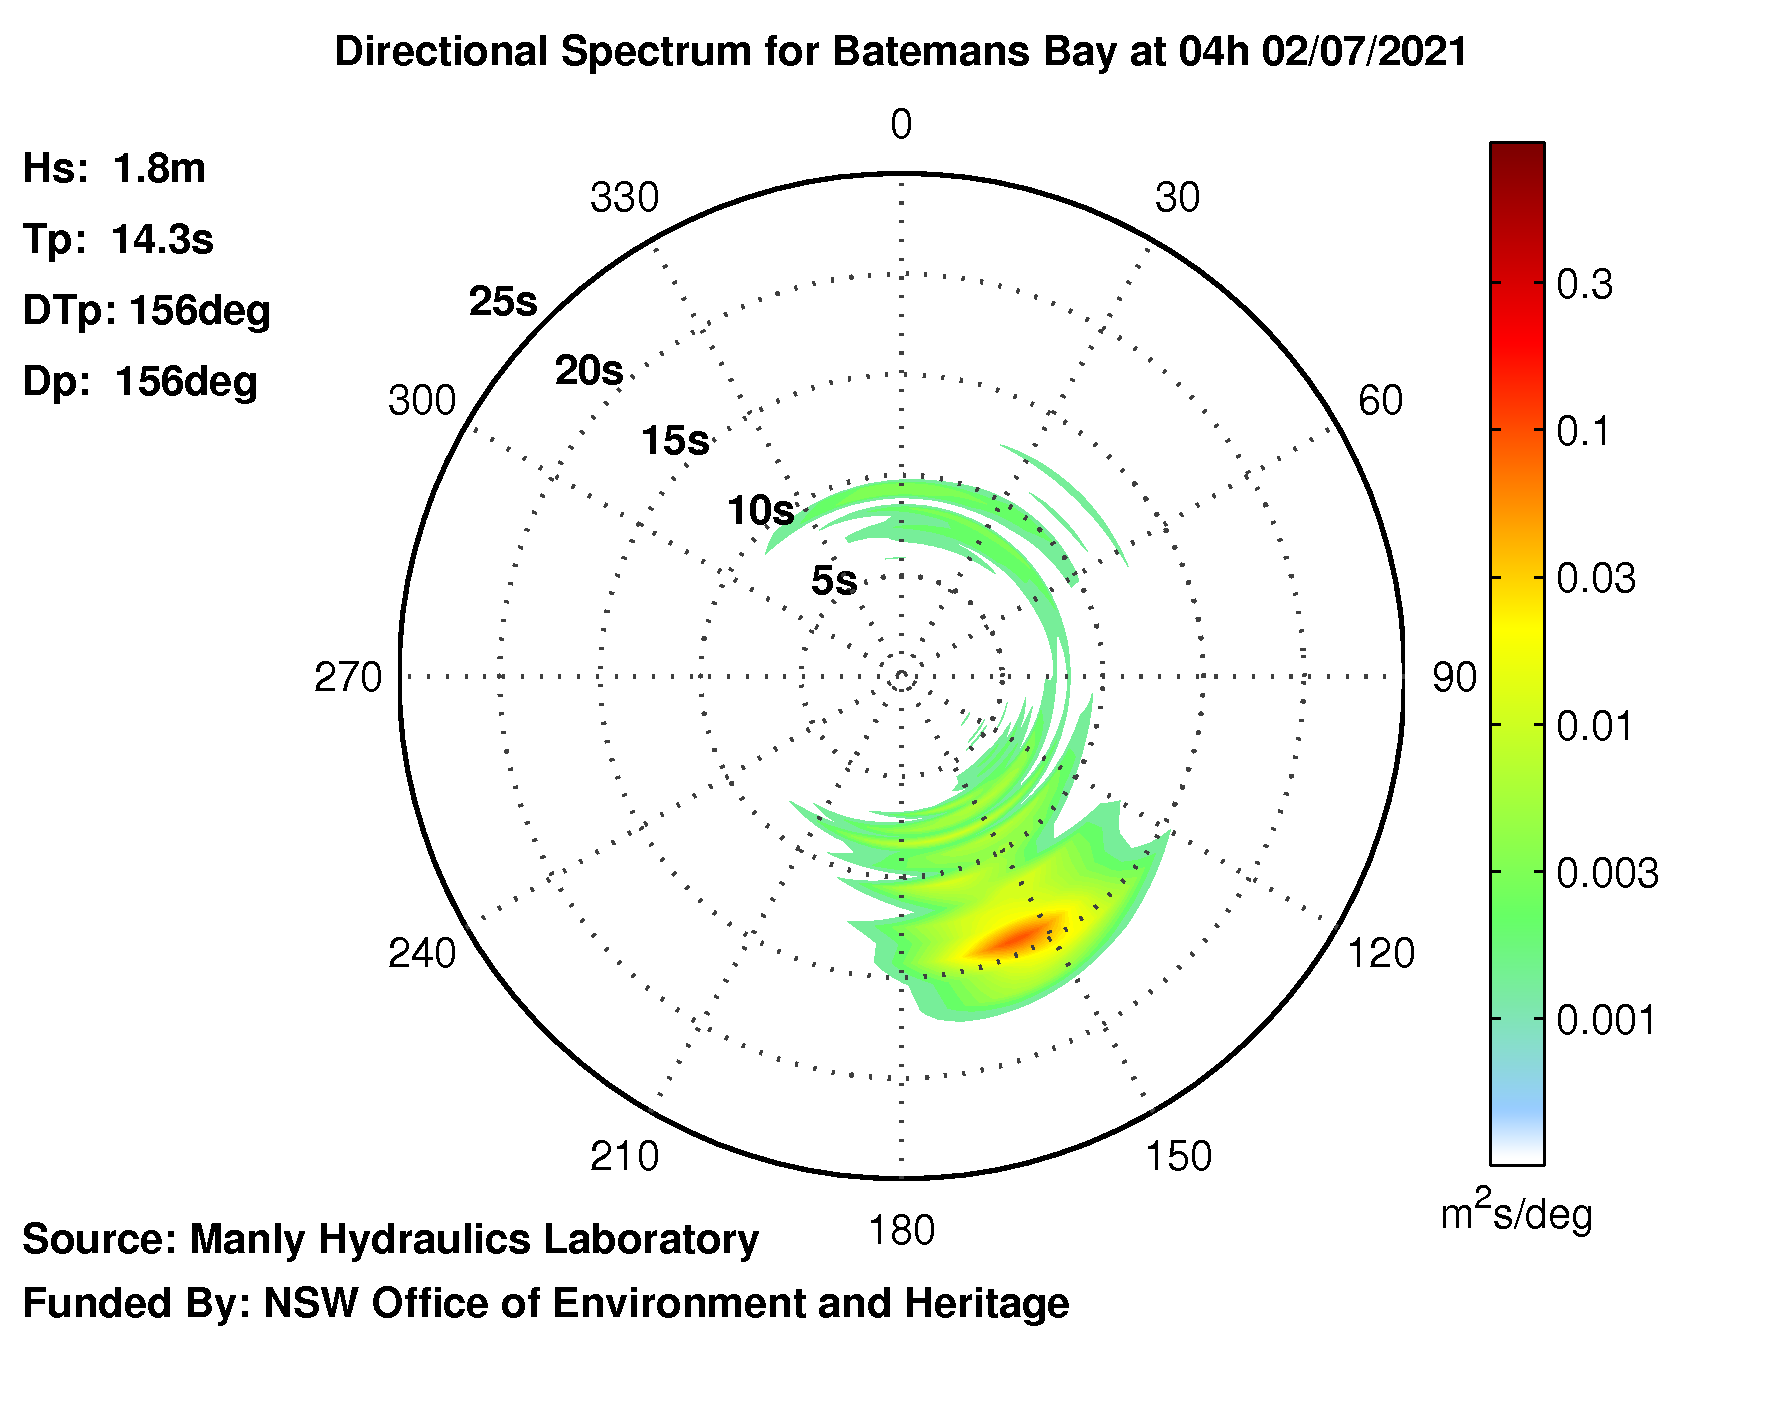 Directional Spectrum for Batemans Bay at 04h 02/07/2021
Hs: 1.8m
Tp: 14.3s
DTp: 156deg
Dp: 156deg
0
30
60
90
120
150
180
210
240
270
300
330
25s
20s
15s
10s
5s
0.3
0.1
0.03
0.01
0.003
0.001
m²s/deg
Source: Manly Hydraulics Laboratory
Funded By: NSW Office of Environment and Heritage